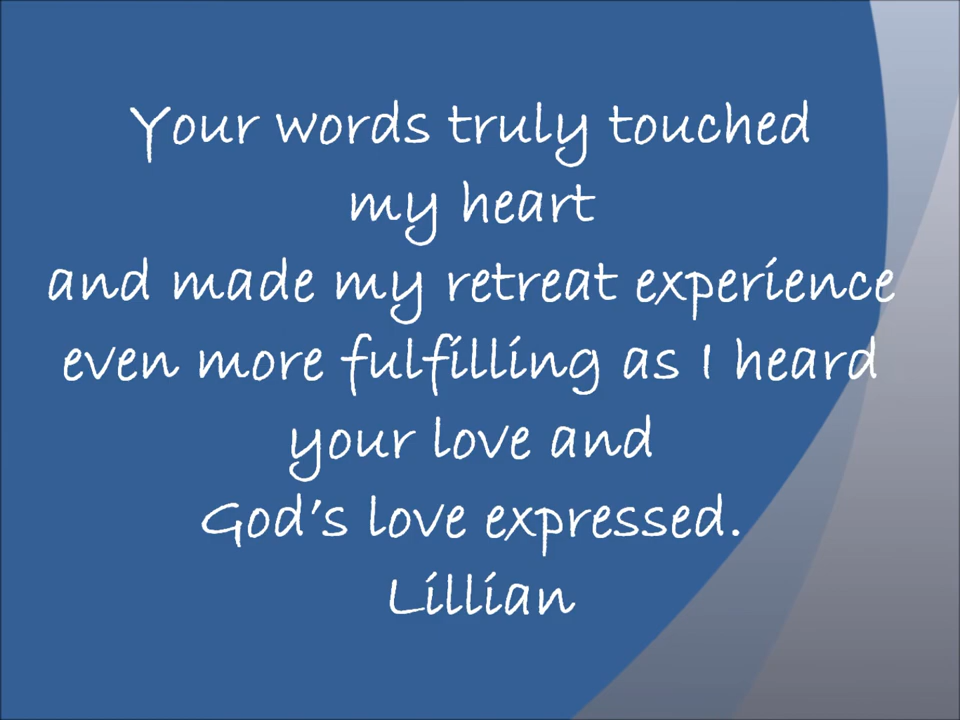 Your words truly touched
my heart
and made my retreat experience
even more fulfilling as I heard
your love and
God's love expressed.
Lillian